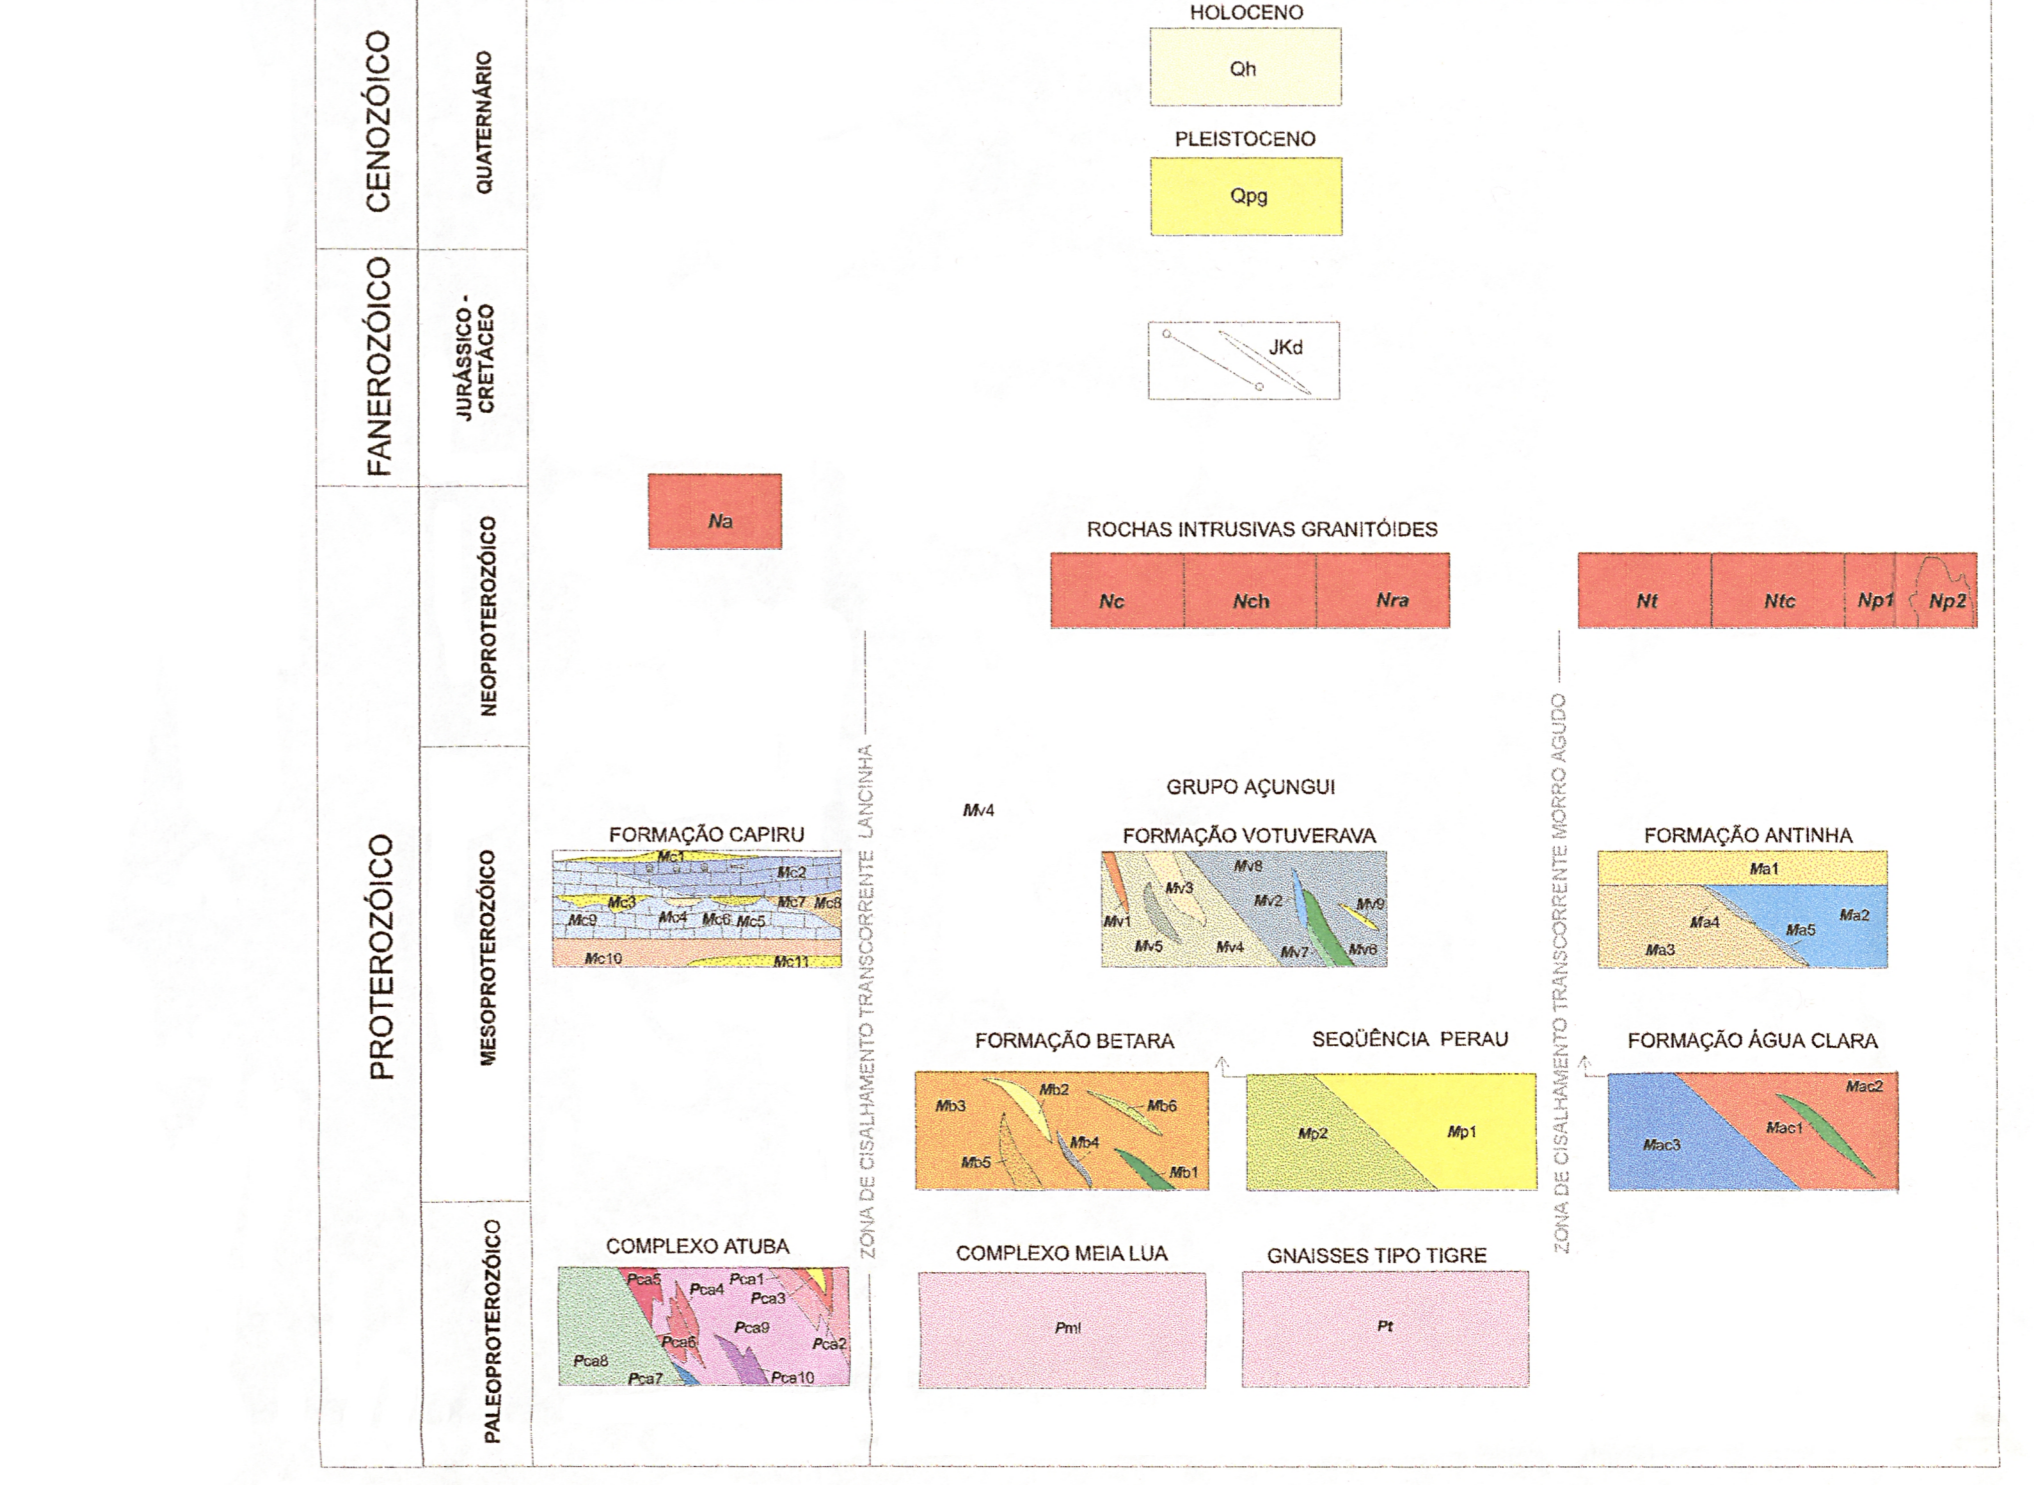 HOLOCENO
Qh
PLEISTOCENO
Qpg
CENOZÓICO
QUATERNÁRIO
FANEROZÓICO
JURÁSSICO -
CRETÁCEO
JKd
PROTEROZÓICO
NEOPROTEROZÓICO
Na
ROCHAS INTRUSIVAS GRANITÓIDES
Nc Nch Nra
Nt Ntc Np1 Np2
MESOPROTEROZÓICO
ZONA DE CISALHAMENTO TRANSCORRENTE LANCINHA
ZONA DE CISALHAMENTO TRANSCORRENTE MORRO AGUDO
Mv4
GRUPO AÇUNGUI
FORMAÇÃO CAPIRU
Mc1
Mc2
Mc3 Mc7 Mc8
Mc9 Mc4 Mc6 Mc5
Mc10 Mc11
FORMAÇÃO VOTUVERAVA
Mv8
Mv3
Mv2 Mv9
Mv1
Mv5 Mv4 Mv7 Mv6
FORMAÇÃO ANTINHA
Ma1
Ma4 Ma2
Ma5
Ma3
FORMAÇÃO BETARA
Mb2
Mb3 Mb6
Mb4
Mb5 Mb1
SEQÜÊNCIA PERAU
Mp2 Mp1
FORMAÇÃO ÁGUA CLARA
Mac2
Mac1
Mac3
PALEOPROTEROZÓICO
COMPLEXO ATUBA
Pca5 Pca1
Pca4 Pca3
Pca9
Pca6 Pca2
Pca8
Pca7 Pca10
COMPLEXO MEIA LUA
Pml
GNAISSES TIPO TIGRE
Pt